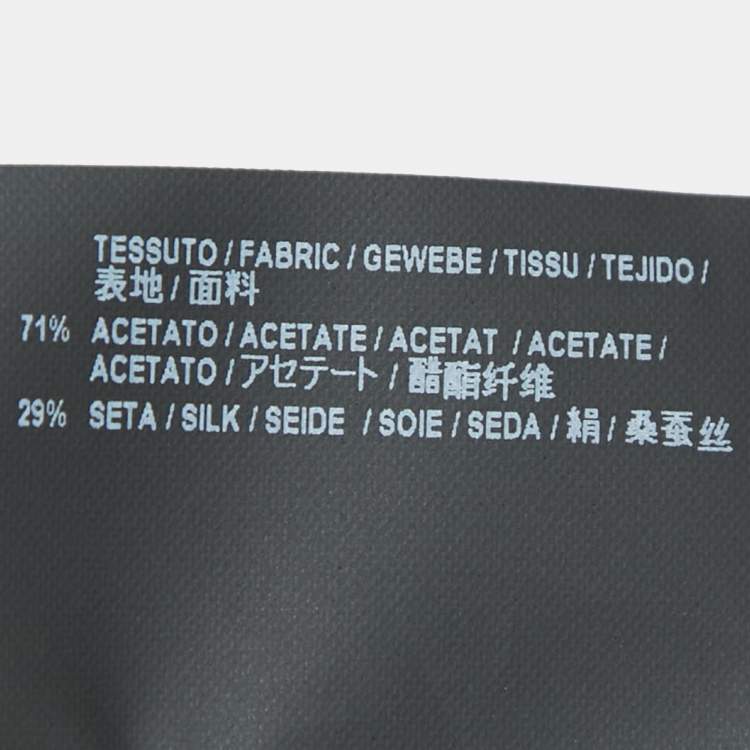 TESSUTO / FABRIC / GEWEBE / TISSU / TEJIDO /
表地 / 面料
71% ACETATO / ACETATE / ACETAT / ACETATE /
ACETATO / アセテート / 醋酯纤维
29% SETA / SILK / SEIDE / SOIE / SEDA / 絹 / 桑蚕丝